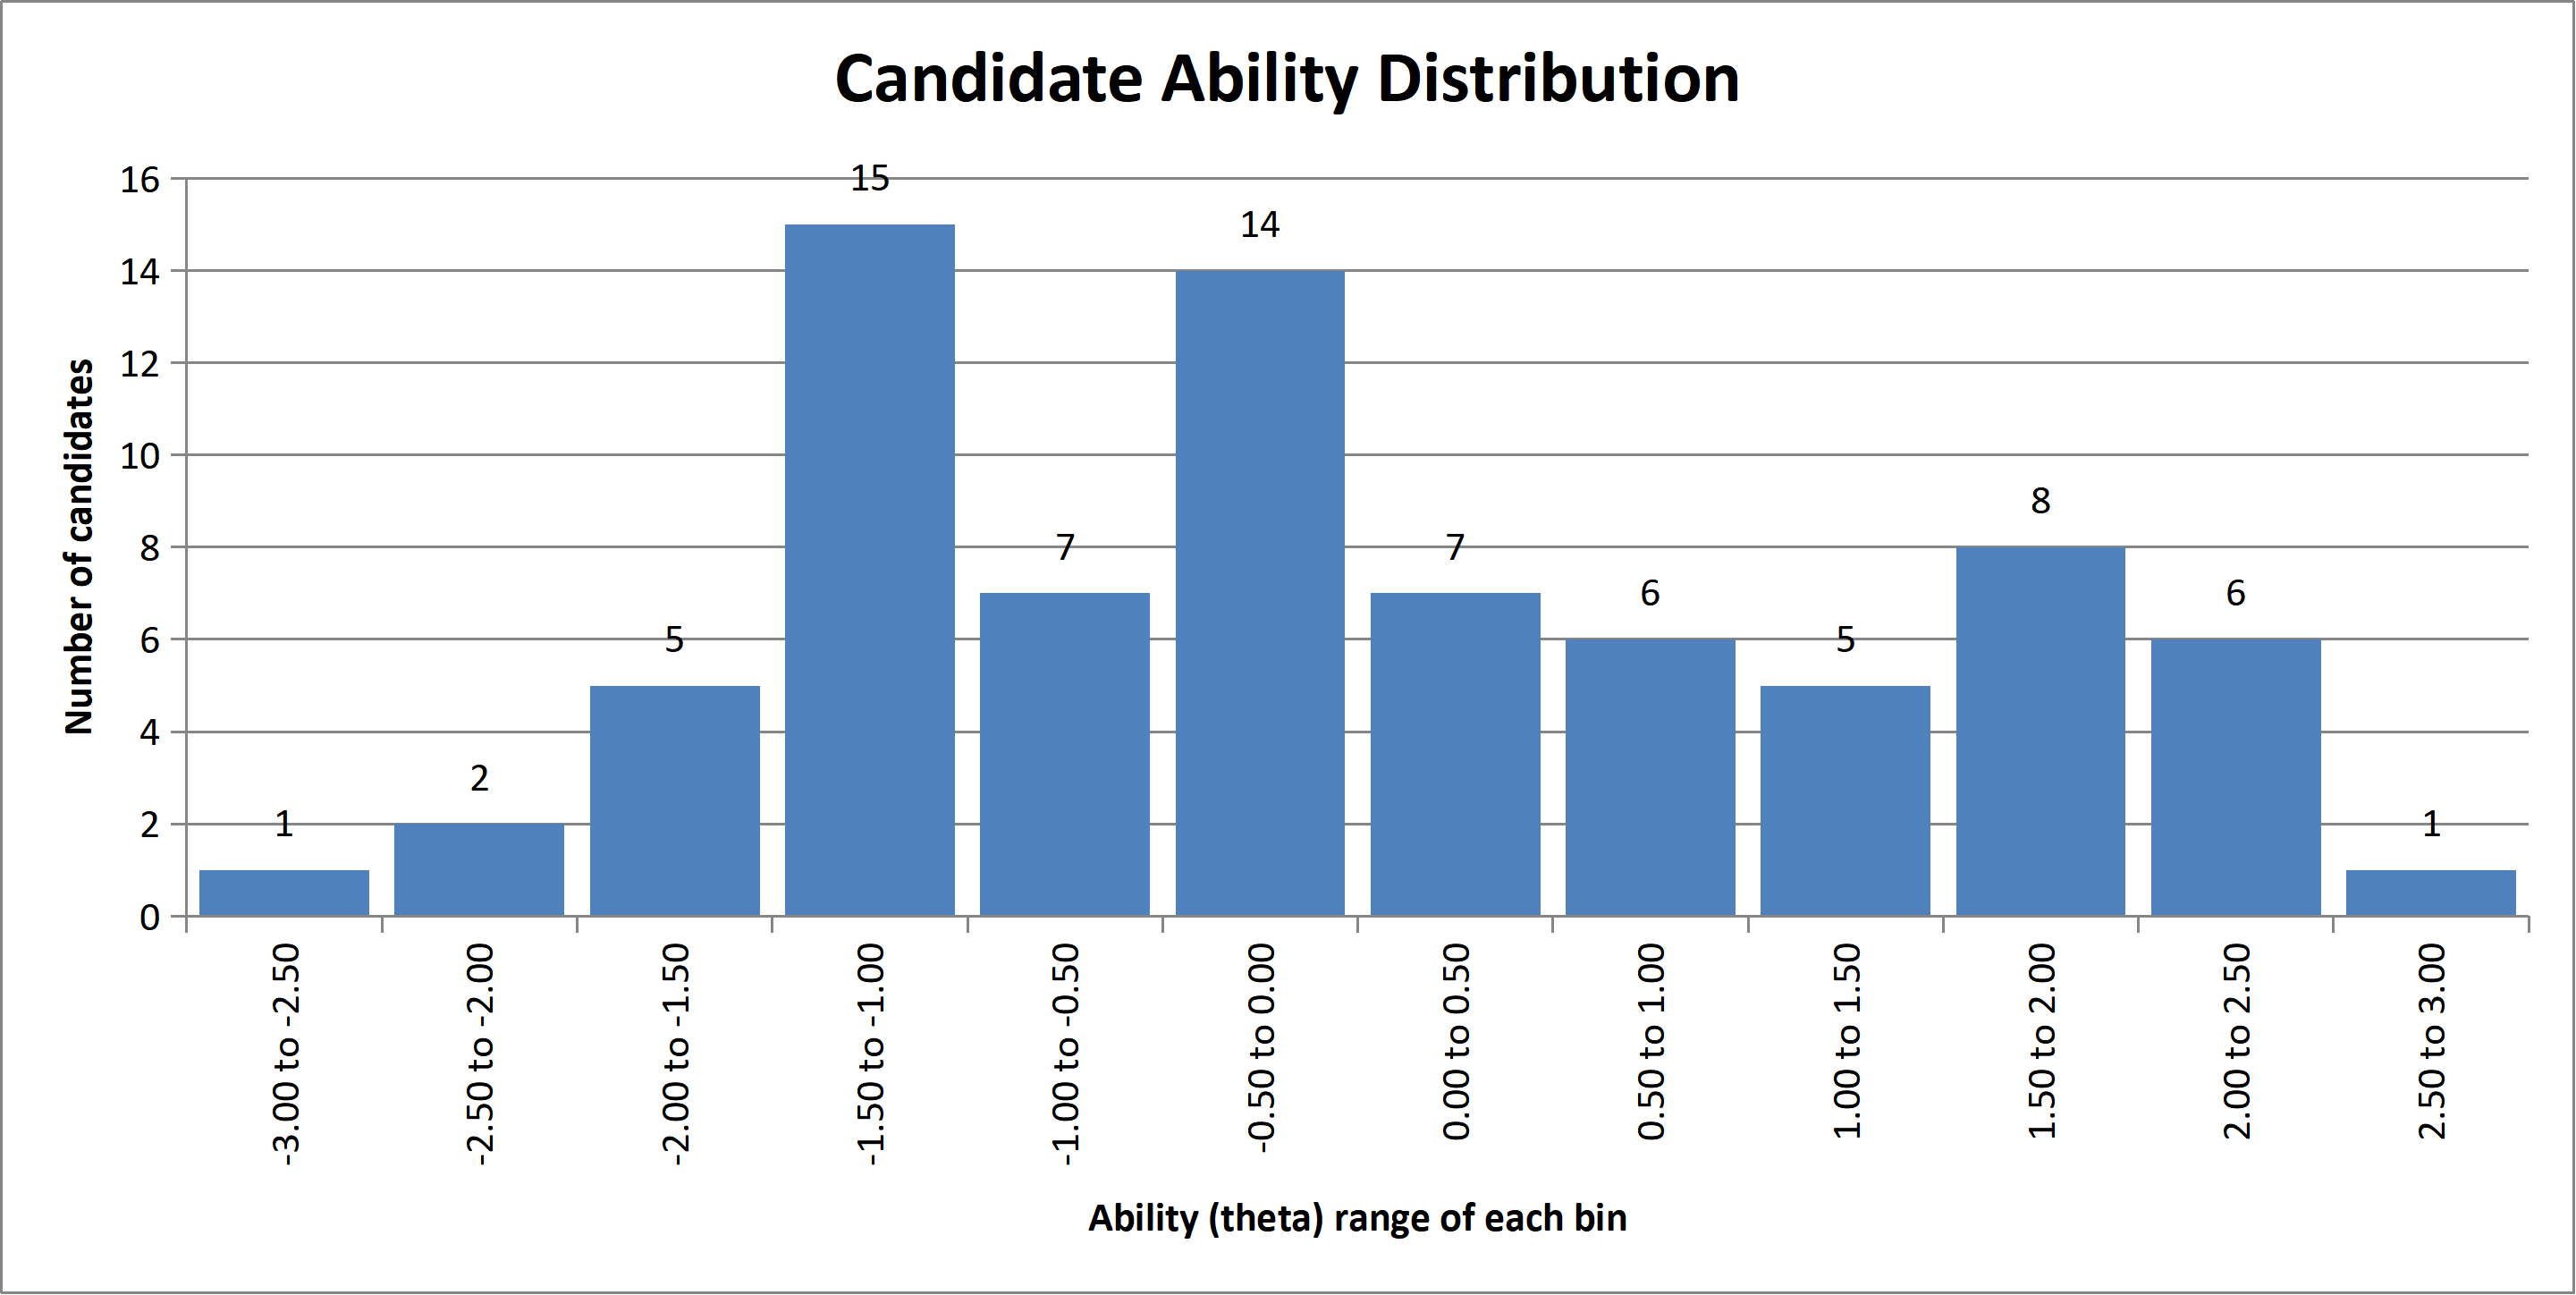 Candidate Ability Distribution
Number of candidates
16
14
12
10
8
6
4
2
0
1
2
5
15
7
14
7
6
5
8
6
1
-3.00 to -2.50
-2.50 to -2.00
-2.00 to -1.50
-1.50 to -1.00
-1.00 to -0.50
-0.50 to 0.00
0.00 to 0.50
0.50 to 1.00
1.00 to 1.50
1.50 to 2.00
2.00 to 2.50
2.50 to 3.00
Ability (theta) range of each bin